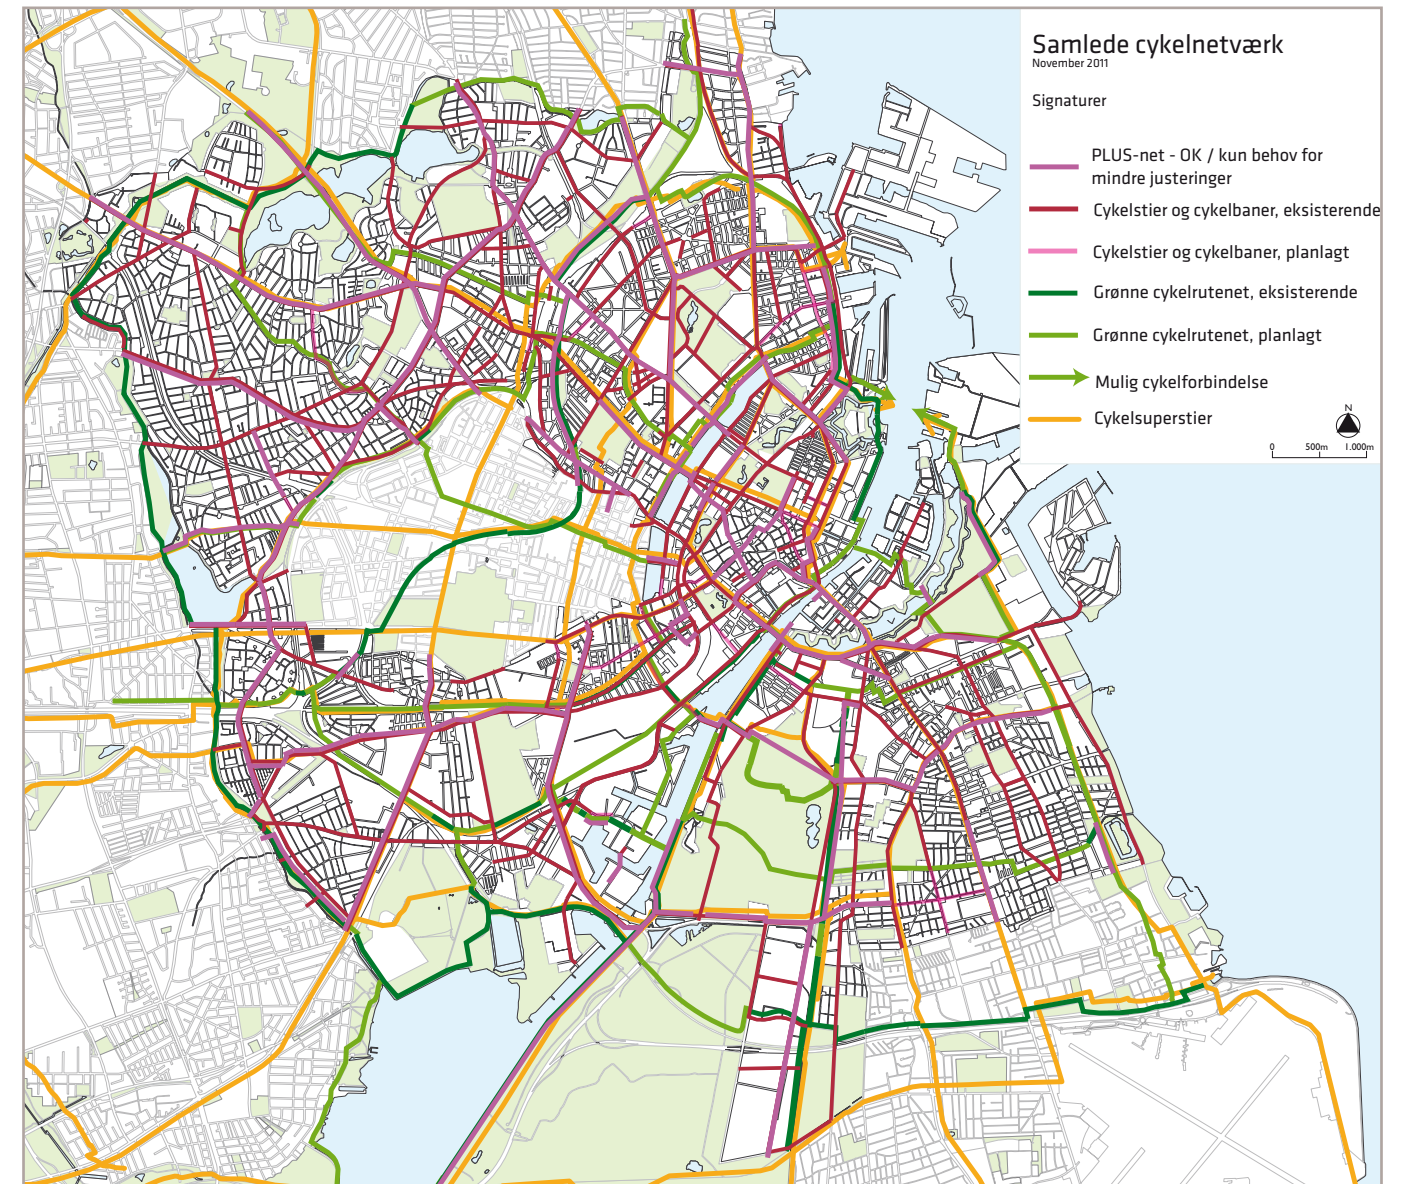 Samlede cykelnetværk
November 2011
Signaturer
PLUS-net - OK / kun behov for
mindre justeringer
Cykelstier og cykelbaner, eksisterende
Cykelstier og cykelbaner, planlagt
Grønne cykelrutenet, eksisterende
Grønne cykelrutenet, planlagt
Mulig cykelforbindelse
Cykelsuperstier
N
0 500m 1.000m